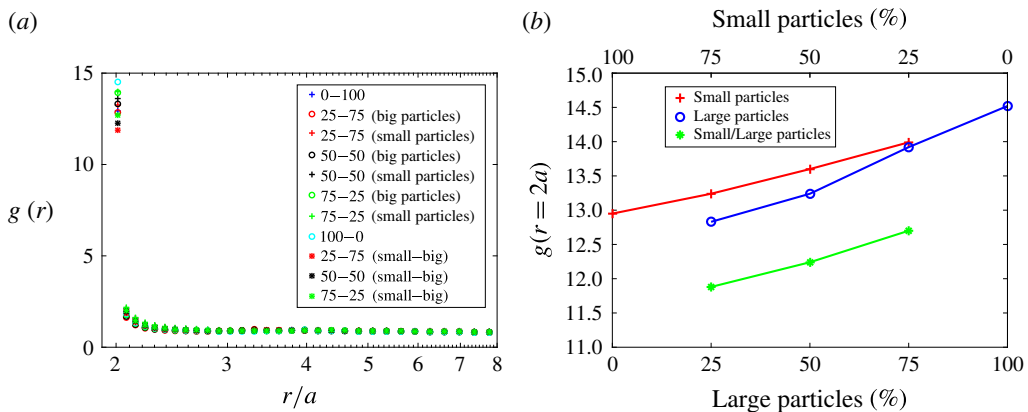 (a)
15
10
5
0
g (r)
2
3
4
5
6
7
8
r/a
0–100
25–75 (big particles)
25–75 (small particles)
50–50 (big particles)
50–50 (small particles)
75–25 (big particles)
75–25 (small particles)
100–0
25–75 (small–big)
50–50 (small–big)
75–25 (small–big)
(b)
Small particles (%)
100
75
50
25
0
15.0
14.5
14.0
13.5
13.0
12.5
12.0
11.5
11.0
g(r = 2a)
Small particles
Large particles
Small/Large particles
0
25
50
75
100
Large particles (%)